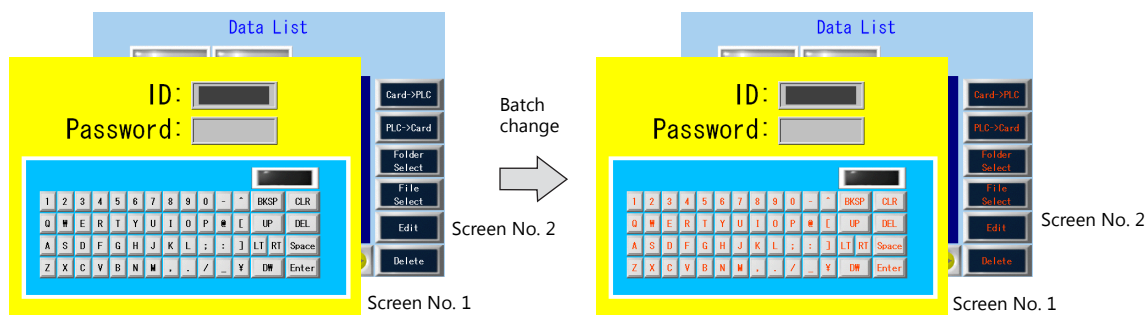 Data List
ID:
Password:
1 2 3 4 5 6 7 8 9 0 - ^ BKSP CLR
Q W E R T Y U I O P @ [ UP DEL
A S D F G H J K L ; : ] LT RT Space
Z X C V B N M , . / _ ¥ DW Enter
Card->PLC
PLC->Card
Folder
Select
File
Select
Edit
Delete
Screen No. 2
Screen No. 1
Batch
change
Data List
ID:
Password:
1 2 3 4 5 6 7 8 9 0 - ^ BKSP CLR
Q W E R T Y U I O P @ [ UP DEL
A S D F G H J K L ; : ] LT RT Space
Z X C V B N M , . / _ ¥ DW Enter
Card->PLC
PLC->Card
Folder
Select
File
Select
Edit
Delete
Screen No. 2
Screen No. 1